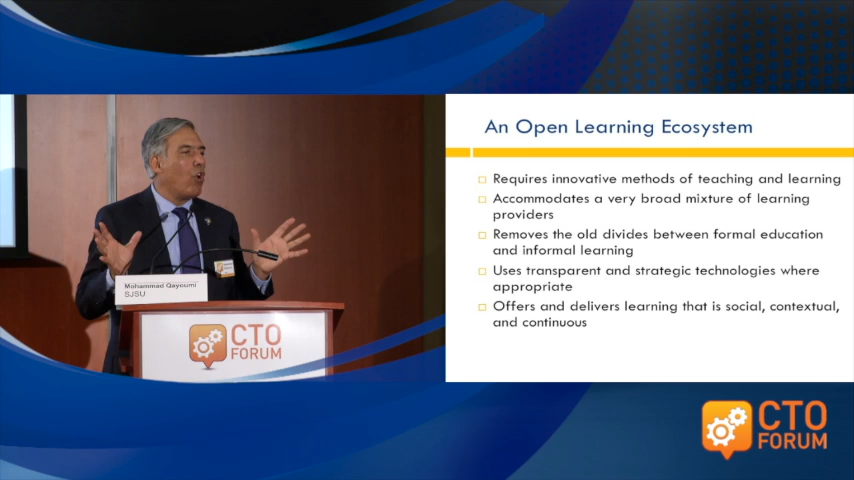 An Open Learning Ecosystem
Requires innovative methods of teaching and learning
Accommodates a very broad mixture of learning
providers
Removes the old divides between formal education
and informal learning
Uses transparent and strategic technologies where
appropriate
Offers and delivers learning that is social, contextual,
and continuous
Mohammad Qayoumi
SJSU
CTO
FORUM
CTO
FORUM